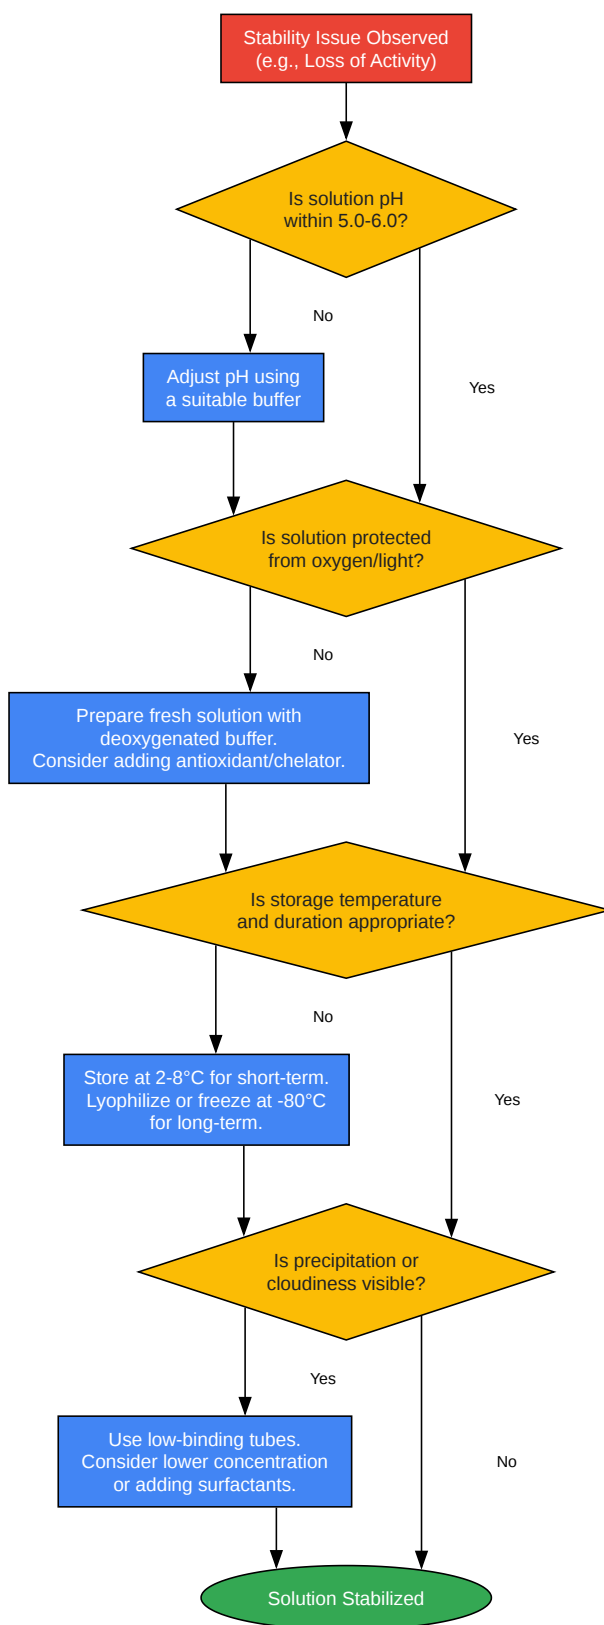 Stability Issue Observed
(e.g., Loss of Activity)
Is solution pH
within 5.0-6.0?
No
Adjust pH using
a suitable buffer
Yes
Is solution protected
from oxygen/light?
No
Prepare fresh solution with
deoxygenated buffer.
Consider adding antioxidant/chelator.
Yes
Is storage temperature
and duration appropriate?
No
Store at 2-8°C for short-term.
Lyophilize or freeze at -80°C
for long-term.
Yes
Is precipitation or
cloudiness visible?
Yes
Use low-binding tubes.
Consider lower concentration
or adding surfactants.
No
Solution Stabilized